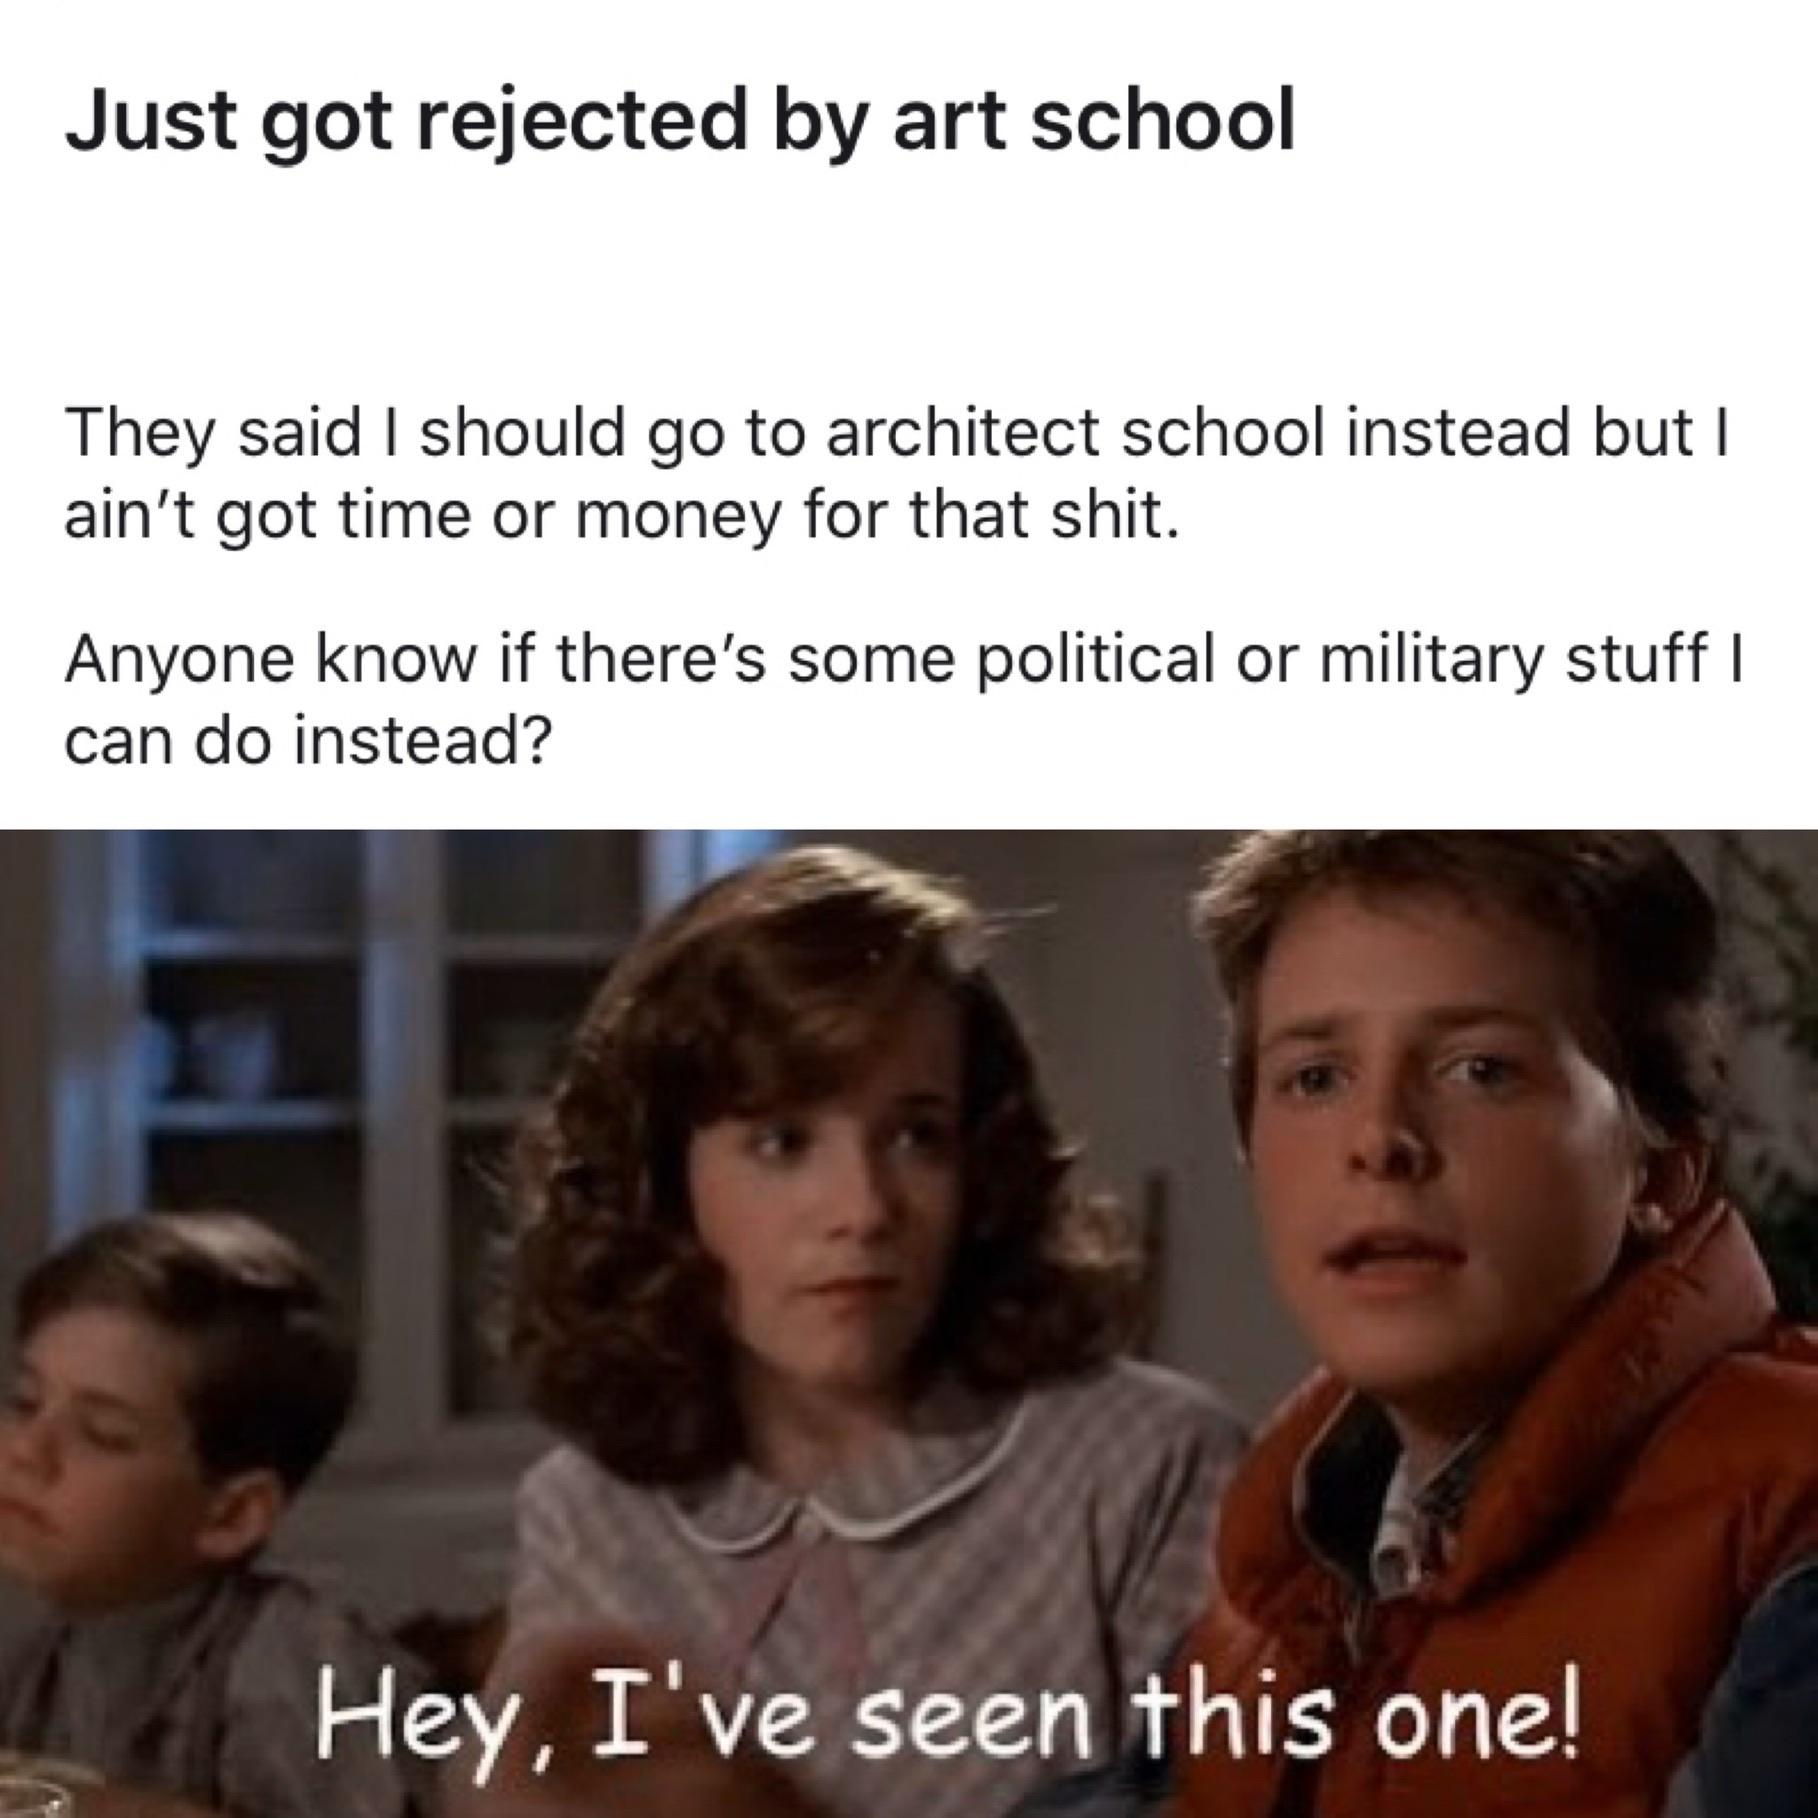 Just got rejected by art school
They said I should go to architect school instead but I
ain’t got time or money for that shit.
Anyone know if there’s some political or military stuff I
can do instead?
Hey, I've seen this one!